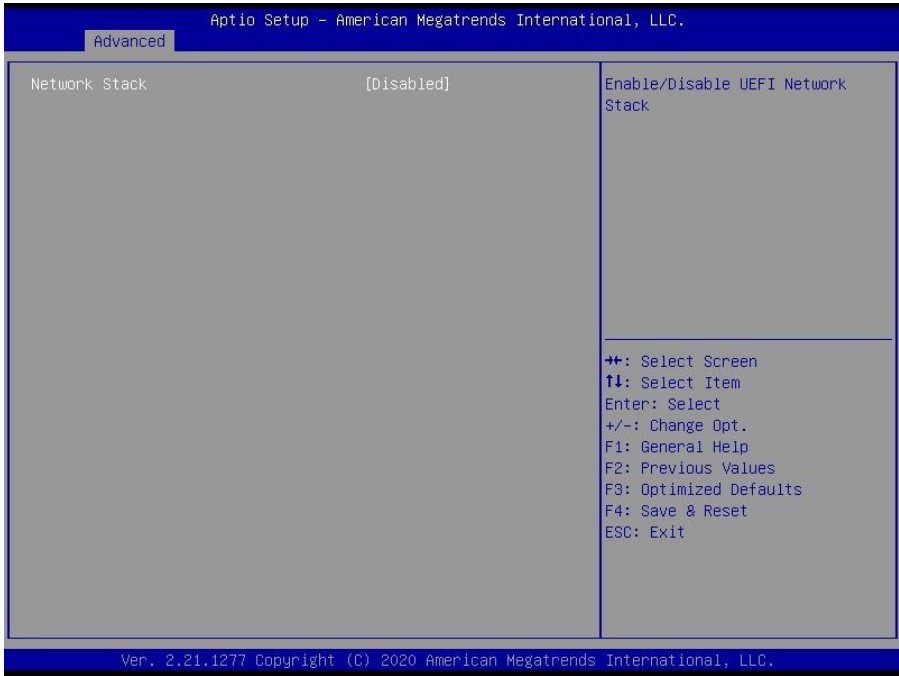 Aptio Setup – American Megatrends International, LLC.
Advanced
Network Stack [Disabled]
Enable/Disable UEFI Network
Stack
→←: Select Screen
↑↓: Select Item
Enter: Select
+/-: Change Opt.
F1: General Help
F2: Previous Values
F3: Optimized Defaults
F4: Save & Reset
ESC: Exit
Ver. 2.21.1277 Copyright (C) 2020 American Megatrends International, LLC.